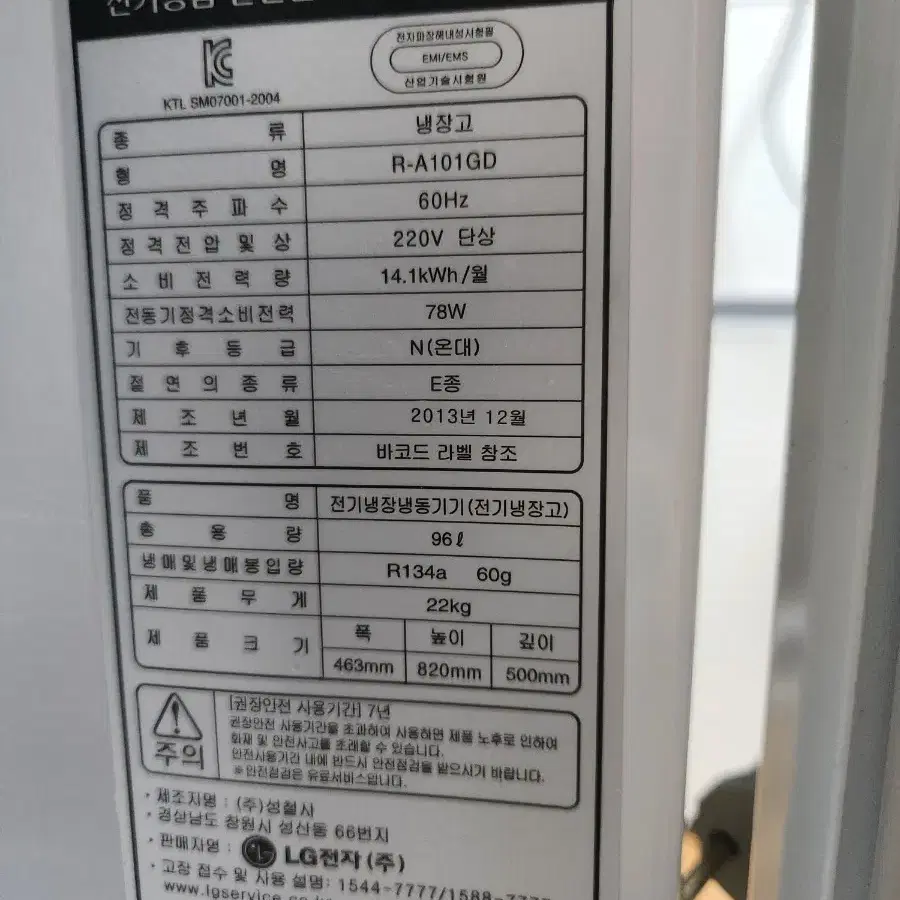 전기용품
KTL SM07001-2004
전자파장해내성시험필
EMI/EMS
산업기술시험원
종 류 냉장고
형 명 R-A101GD
정격주파수 60Hz
정격전압및상 220V 단상
소비전력량 14.1kWh/월
전동기정격소비전력 78W
기후등급 N(온대)
절연의종류 E종
제조년월 2013년 12월
제조번호 바코드 라벨 참조
품 명 전기냉장냉동기기(전기냉장고)
총 용 량 96ℓ
냉매및냉매봉입량 R134a 60g
제품무게 22kg
제품크기 폭 높이 깊이
463mm 820mm 500mm
주의
[권장안전 사용기간] 7년
권장안전 사용기간을 초과하여 사용하면 제품 노후로 인하여
화재 및 안전사고를 초래할 수 있습니다.
안전사용기간 내에 반드시 안전점검을 받으시기 바랍니다.
※안전점검은 유료서비스입니다.
• 제조자명 : (주)성철사
• 경상남도 창원시 성산동 66번지
• 판매자명 : LG LG전자(주)
• 고장 접수 및 사용 설명: 1544-7777/1588-7777
www.lgservice.co.kr